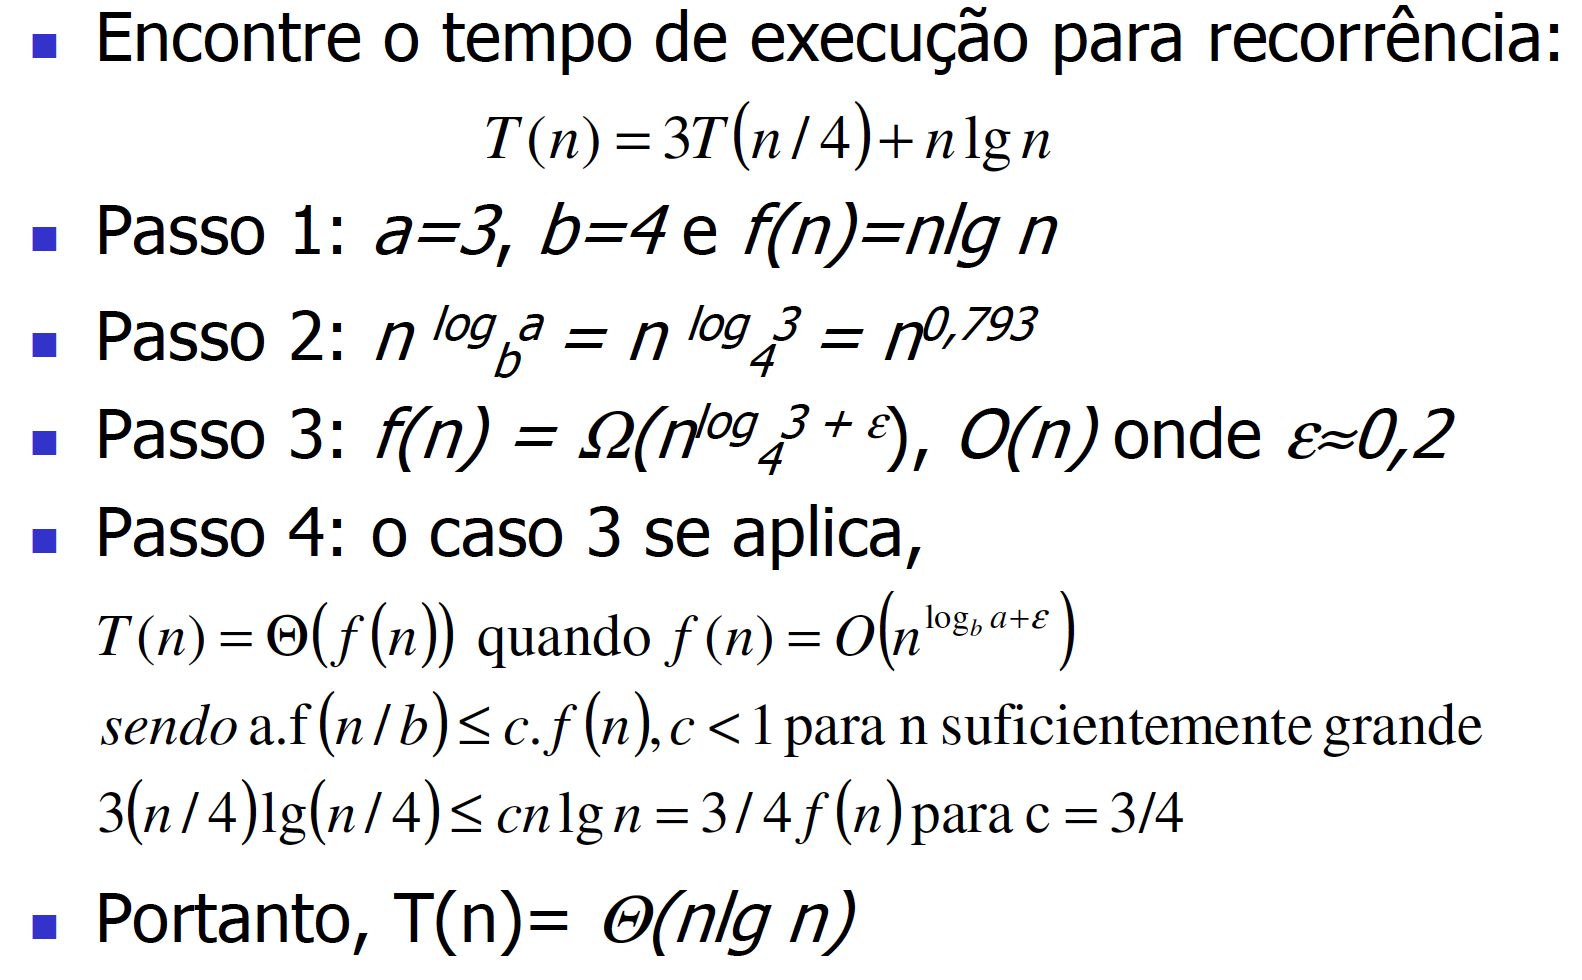 Encontre o tempo de execução para recorrência:
T(n) = 3T(n/4) + n lg n
Passo 1: a=3, b=4 e f(n)=nlg n
Passo 2: n^{log_b a} = n^{log_4 3} = n^{0,793}
Passo 3: f(n) = Ω(n^{log_4 3 + ε}), O(n) onde ε≈0,2
Passo 4: o caso 3 se aplica,
T(n) = Θ(f(n)) quando f(n) = O(n^{log_b a+ε})
sendo a.f(n/b) ≤ c.f(n), c < 1 para n suficientemente grande
3(n/4)lg(n/4) ≤ cn lg n = 3/4 f(n) para c = 3/4
Portanto, T(n)= Θ(nlg n)